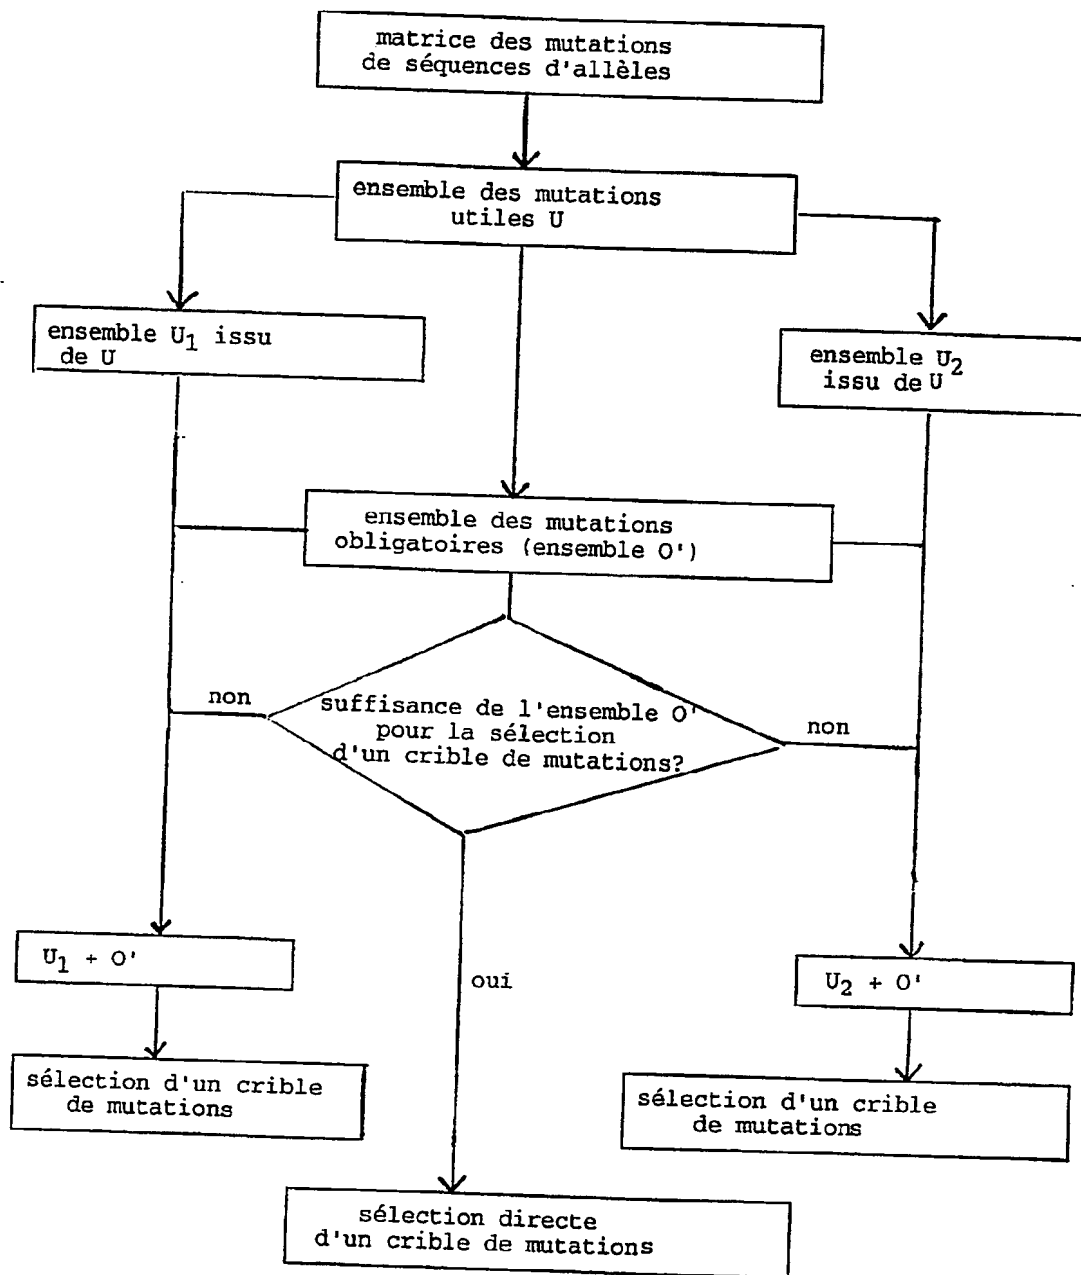 matrice des mutations
de séquences d'allèles
ensemble des mutations
utiles U
ensemble U1 issu
de U
ensemble U2
issu de U
ensemble des mutations
obligatoires (ensemble O')
non
suffisance de l'ensemble O'
pour la sélection
d'un crible de mutations?
non
U1 + O'
oui
U2 + O'
sélection d'un crible
de mutations
sélection d'un crible
de mutations
sélection directe
d'un crible de mutations